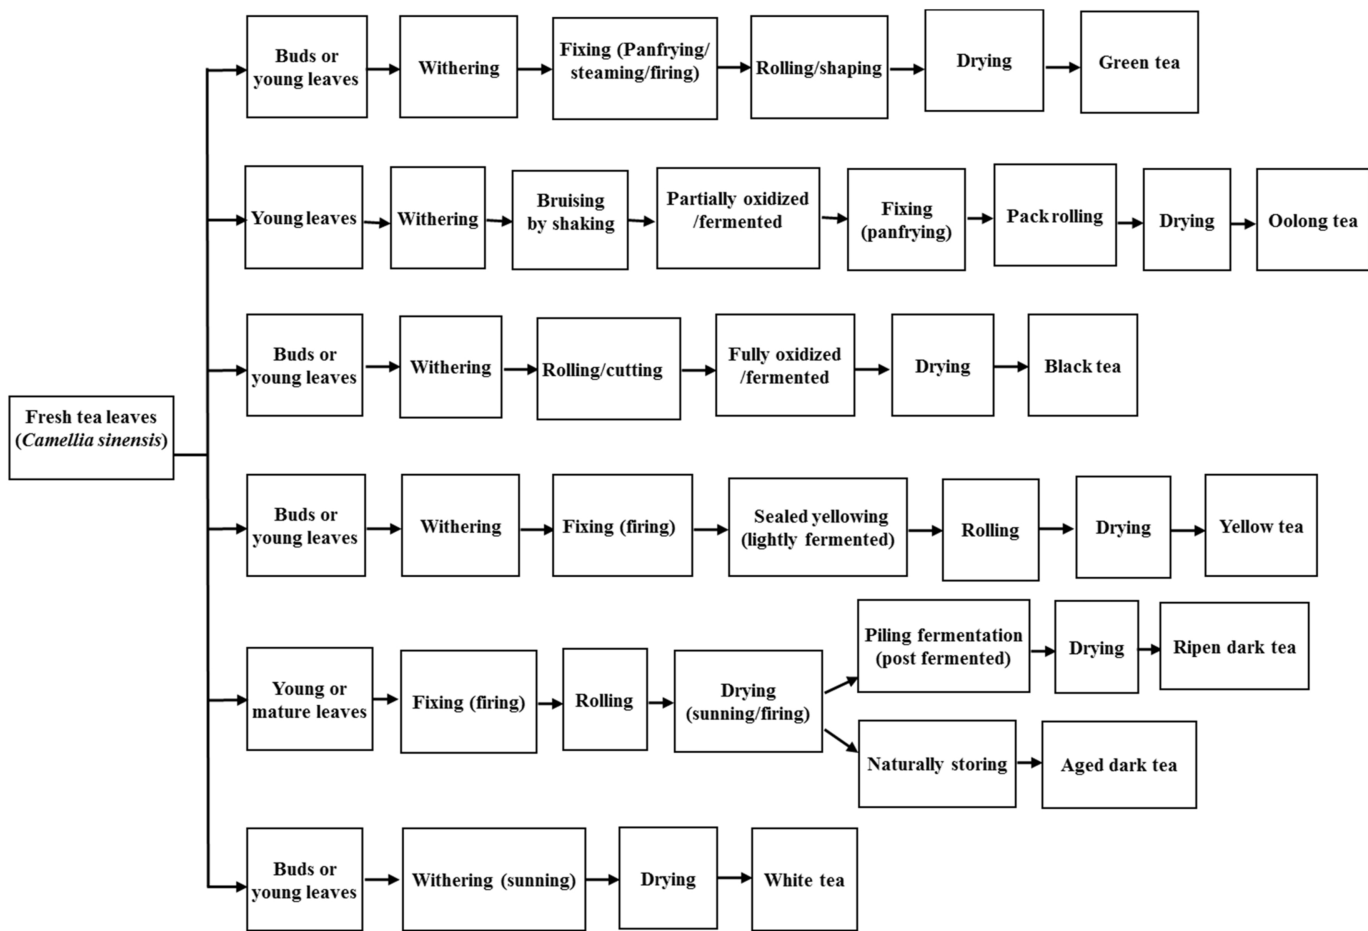 Fresh tea leaves
(Camellia sinensis)
Buds or
young leaves
Withering
Fixing (Panfrying/
steaming/firing)
Rolling/shaping
Drying
Green tea
Young leaves
Withering
Bruising
by shaking
Partially oxidized
/fermented
Fixing
(panfrying)
Pack rolling
Drying
Oolong tea
Buds or
young leaves
Withering
Rolling/cutting
Fully oxidized
/fermented
Drying
Black tea
Buds or
young leaves
Withering
Fixing (firing)
Sealed yellowing
(lightly fermented)
Rolling
Drying
Yellow tea
Young or
mature leaves
Fixing (firing)
Rolling
Drying
(sunning/firing)
Piling fermentation
(post fermented)
Drying
Ripen dark tea
Naturally storing
Aged dark tea
Buds or
young leaves
Withering (sunning)
Drying
White tea